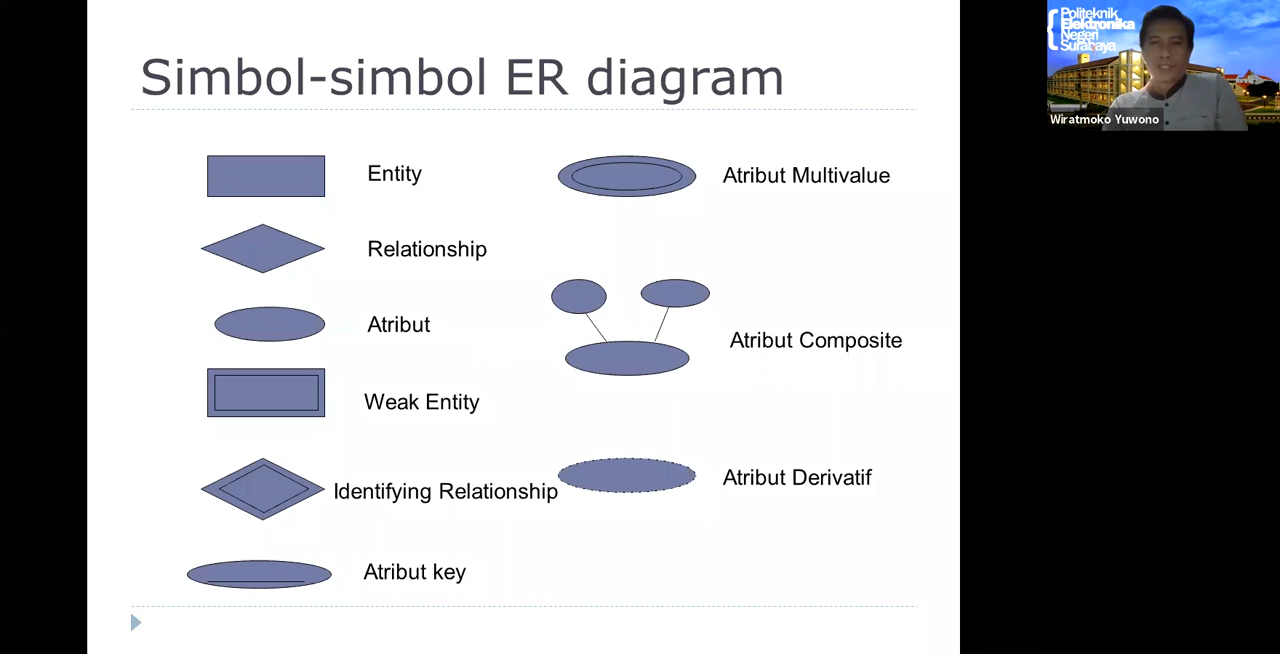 Simbol-simbol ER diagram
Entity
Relationship
Atribut
Weak Entity
Identifying Relationship
Atribut key
Atribut Multivalue
Atribut Composite
Atribut Derivatif
Politeknik
Elektronika
Negeri
Surabaya
Wiratmoko Yuwono